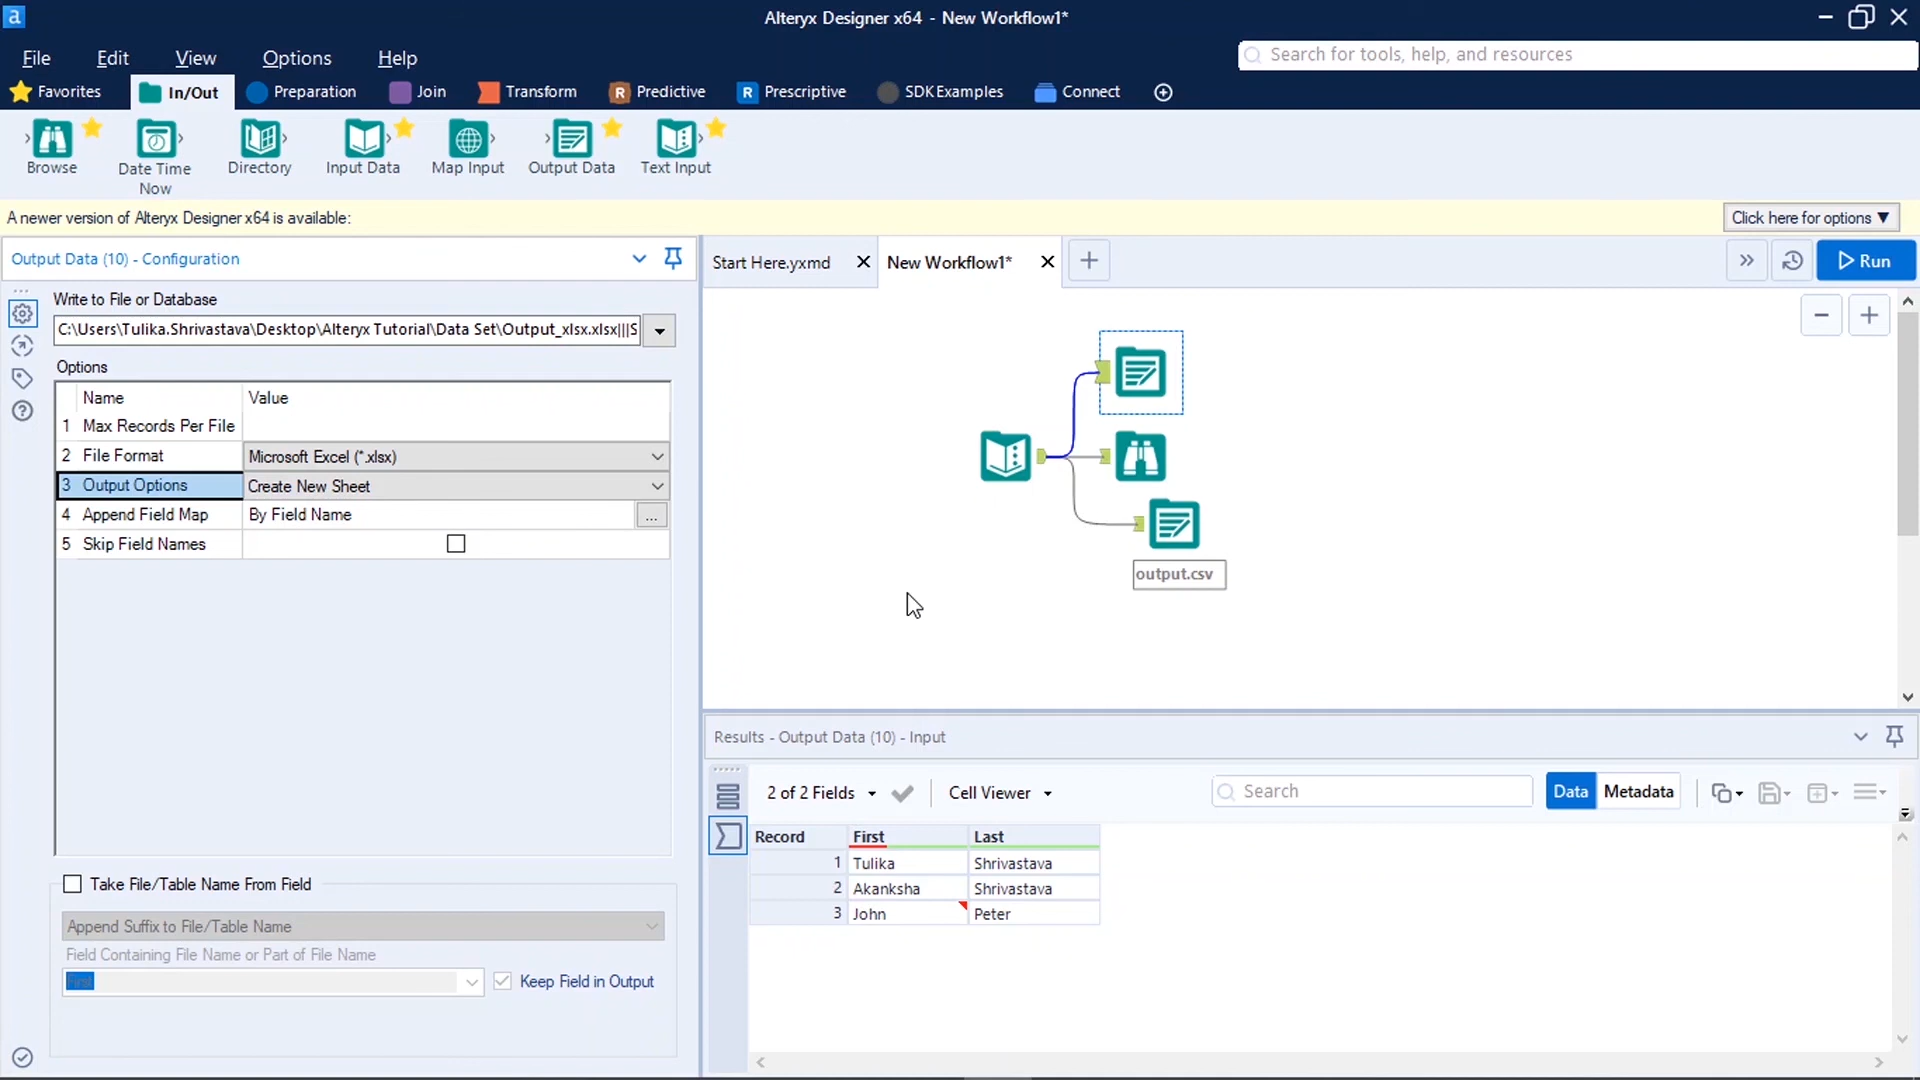 a
Alteryx Designer x64 - New Workflow1*
File Edit View Options Help
Search for tools, help, and resources
Favorites In/Out Preparation Join Transform R Predictive R Prescriptive SDKExamples Connect
Browse Date Time Now Directory Input Data Map Input Output Data Text Input
A newer version of Alteryx Designer x64 is available:
Click here for options ▼
Output Data (10) - Configuration
Start Here.yxmd New Workflow1*
Run
Write to File or Database
C:\Users\Tulika.Shrivastava\Desktop\Alteryx Tutorial\Data Set\Output_xlsx.xlsx|||S
Options
Name Value
1 Max Records Per File
2 File Format Microsoft Excel (*.xlsx)
3 Output Options Create New Sheet
4 Append Field Map By Field Name ...
5 Skip Field Names
output.csv
Take File/Table Name From Field
Append Suffix to File/Table Name
Field Containing File Name or Part of File Name
First
Keep Field in Output
Results - Output Data (10) - Input
2 of 2 Fields Cell Viewer Search Data Metadata
Record First Last
1 Tulika Shrivastava
2 Akanksha Shrivastava
3 John Peter